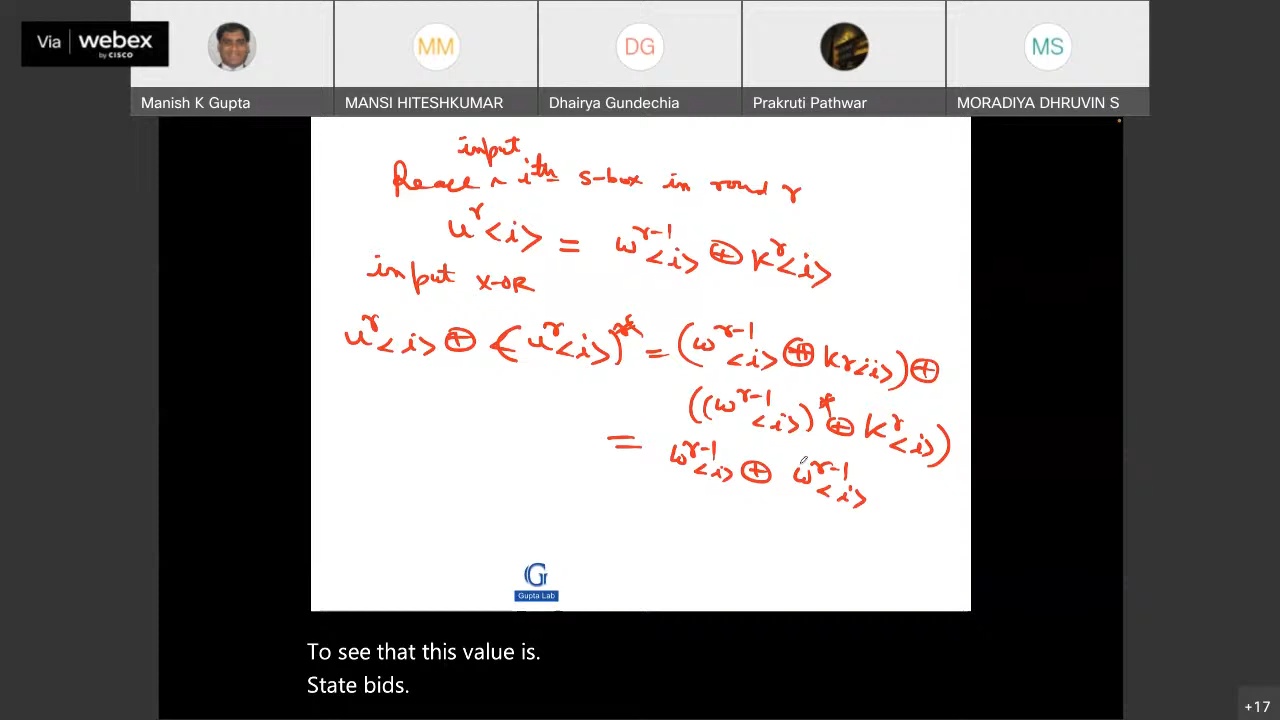 Via webex
by CISCO
MM
DG
MS
Manish K Gupta
MANSI HITESHKUMAR
Dhairya Gundechia
Prakruti Pathwar
MORADIYA DHRUVIN S
input
i^th s-box in round r
u^r<i> = ω^{r-1}<i> ⊕ K^r<i>
input X-OR
u^r<i> ⊕ (u^r<i>)^* = (ω^{r-1}<i> ⊕ K^r<i>) ⊕
((ω^{r-1}<i>)^* ⊕ K^r<i>)
= ω^{r-1}<i> ⊕ ω^{r-1}<i>
G
Gupta Lab
To see that this value is.
State bids.
+17